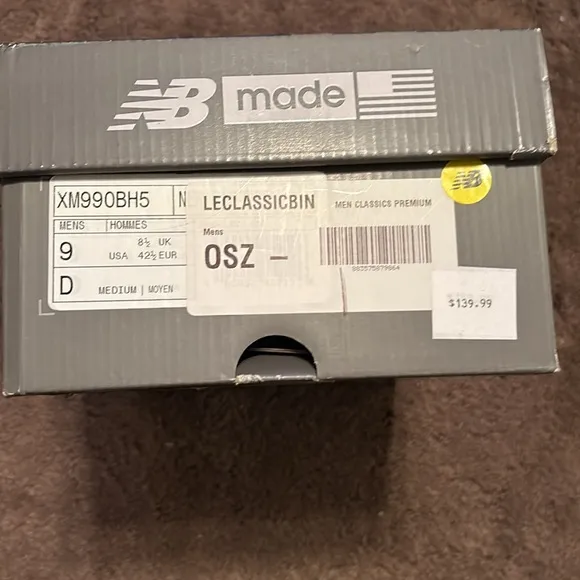 NB made
NB
XM990BH5 N
MENS HOMMES
9 8½ UK
USA 42½ EUR
D MEDIUM | MOYEN
LECLASSICBIN MEN CLASSICS PREMIUM
Mens
OSZ –
$139.99